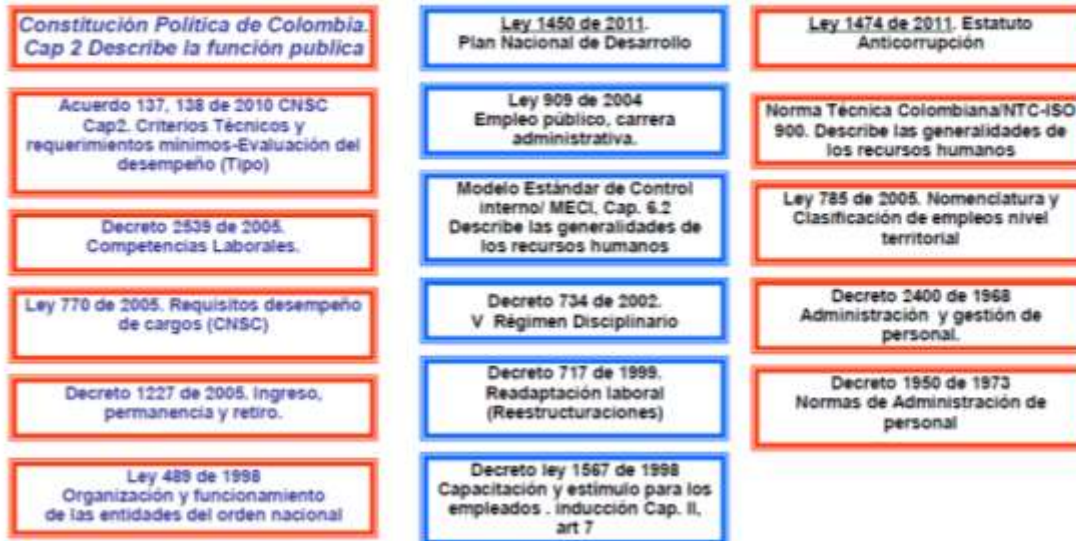 Constitución Política de Colombia.
Cap 2 Describe la función publica
Acuerdo 137, 138 de 2010 CNSC
Cap2. Criterios Técnicos y
requerimientos mínimos-Evaluación del
desempeño (Tipo)
Decreto 2539 de 2005.
Competencias Laborales.
Ley 770 de 2005. Requisitos desempeño
de cargos (CNSC)
Decreto 1227 de 2005. Ingreso,
permanencia y retiro.
Ley 489 de 1998
Organización y funcionamiento
de las entidades del orden nacional
Ley 1450 de 2011.
Plan Nacional de Desarrollo
Ley 909 de 2004
Empleo público, carrera
administrativa.
Modelo Estándar de Control
interno/ MECI, Cap. 6.2
Describe las generalidades de
los recursos humanos
Decreto 734 de 2002.
V Régimen Disciplinario
Decreto 717 de 1999.
Readaptación laboral
(Reestructuraciones)
Decreto ley 1567 de 1998
Capacitación y estímulo para los
empleados . inducción Cap. II,
art 7
Ley 1474 de 2011. Estatuto
Anticorrupción
Norma Técnica Colombiana/NTC-ISO
900. Describe las generalidades de
los recursos humanos
Ley 785 de 2005. Nomenclatura y
Clasificación de empleos nivel
territorial
Decreto 2400 de 1968
Administración y gestión de
personal.
Decreto 1950 de 1973
Normas de Administración de
personal